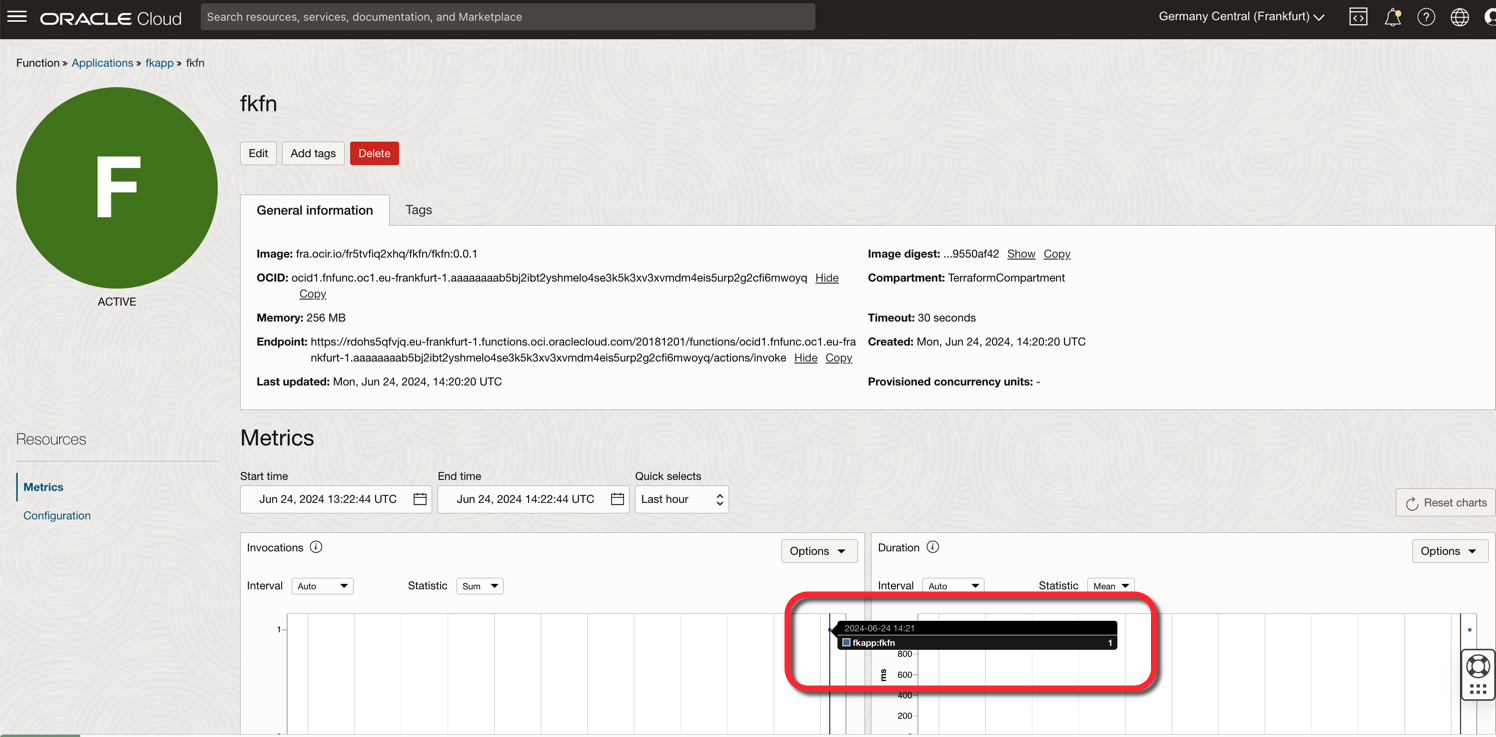 ORACLE Cloud
Search resources, services, documentation, and Marketplace
Germany Central (Frankfurt)
Function » Applications » fkapp » fkfn
F
ACTIVE
fkfn
Edit
Add tags
Delete
General information
Tags
Image: fra.ocir.io/fr5tvfiq2xhq/fkfn/fkfn:0.0.1
Image digest: ...9550af42 Show Copy
OCID: ocid1.fnfunc.oc1.eu-frankfurt-1.aaaaaaaab5bj2ibt2yshmelo4se3k5k3xv3xvmdm4eis5urp2g2cfi6mwoyq Hide
Copy
Compartment: TerraformCompartment
Memory: 256 MB
Timeout: 30 seconds
Endpoint: https://rdohs5qfvjq.eu-frankfurt-1.functions.oci.oraclecloud.com/20181201/functions/ocid1.fnfunc.oc1.eu-fra
nkfurt-1.aaaaaaaab5bj2ibt2yshmelo4se3k5k3xv3xvmdm4eis5urp2g2cfi6mwoyq/actions/invoke Hide Copy
Created: Mon, Jun 24, 2024, 14:20:20 UTC
Last updated: Mon, Jun 24, 2024, 14:20:20 UTC
Provisioned concurrency units: -
Resources
Metrics
Configuration
Metrics
Start time
End time
Quick selects
Jun 24, 2024 13:22:44 UTC
Jun 24, 2024 14:22:44 UTC
Last hour
Reset charts
Invocations
Options
Interval Auto
Statistic Sum
1
Duration
Options
Interval Auto
Statistic Mean
2024-06-24 14:21
fkapp:fkfn 1
800
600
400
200
ms